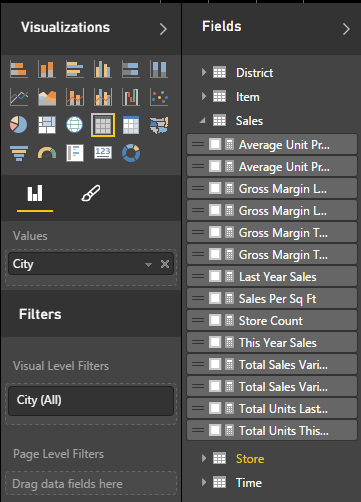 Visualizations
123
Values
City
Filters
Visual Level Filters
City (All)
Page Level Filters
Drag data fields here
Fields
District
Item
Sales
Average Unit Pr...
Average Unit Pr...
Gross Margin L...
Gross Margin L...
Gross Margin T...
Gross Margin T...
Last Year Sales
Sales Per Sq Ft
Store Count
This Year Sales
Total Sales Vari...
Total Sales Vari...
Total Units Last...
Total Units This...
Store
Time